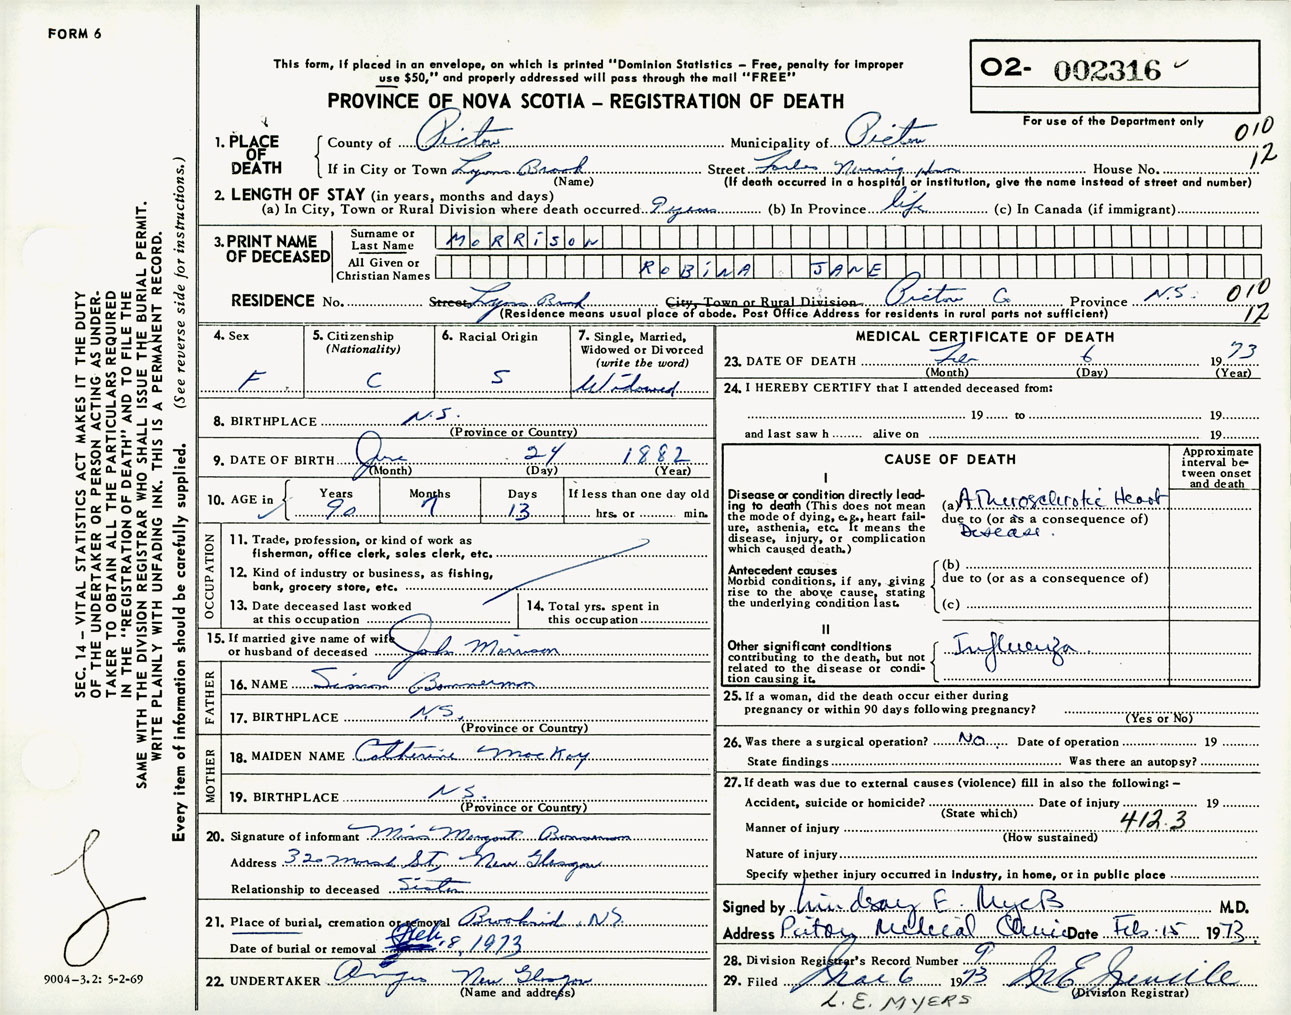 FORM 6
This form, if placed in an envelope, on which is printed "Dominion Statistics – Free, penalty for improper
use $50," and properly addressed will pass through the mail "FREE"
PROVINCE OF NOVA SCOTIA – REGISTRATION OF DEATH
O2- 002316
For use of the Department only
010
12
1. PLACE OF DEATH
County of Pictou Municipality of Pictou
If in City or Town Lyons Brook Street Forbes Nursing Home House No.
(Name) (If death occurred in a hospital or institution, give the name instead of street and number)
2. LENGTH OF STAY (in years, months and days)
(a) In City, Town or Rural Division where death occurred 9 years (b) In Province life (c) In Canada (if immigrant)
3. PRINT NAME OF DECEASED
Surname or Last Name MORRISON
All Given or Christian Names ROBINA JANE
RESIDENCE No. Street Lyons Brook City, Town or Rural Division Pictou Co Province N.S. 010
12
(Residence means usual place of abode. Post Office Address for residents in rural parts not sufficient)
4. Sex
F
5. Citizenship
(Nationality)
C
6. Racial Origin
S
7. Single, Married,
Widowed or Divorced
(write the word)
Widowed
8. BIRTHPLACE N.S.
(Province or Country)
9. DATE OF BIRTH June 24 1882
(Month) (Day) (Year)
10. AGE in Years Months Days If less than one day old
90 7 13 hrs. or min.
OCCUPATION
11. Trade, profession, or kind of work as
fisherman, office clerk, sales clerk, etc.
12. Kind of industry or business, as fishing,
bank, grocery store, etc.
13. Date deceased last worked
at this occupation
14. Total yrs. spent in
this occupation
15. If married give name of wife
or husband of deceased John Morrison
FATHER
16. NAME Simon Bannerman
17. BIRTHPLACE N.S.
(Province or Country)
MOTHER
18. MAIDEN NAME Catherine MacKay
19. BIRTHPLACE N.S.
(Province or Country)
20. Signature of informant Miss Margaret Bannerman
Address 320 Marsh St, New Glasgow
Relationship to deceased Sister
21. Place of burial, cremation or removal Brookside, N.S.
Date of burial or removal Feb. 8, 1973
22. UNDERTAKER Angus New Glasgow
(Name and address)
MEDICAL CERTIFICATE OF DEATH
23. DATE OF DEATH Feb 6 1973
(Month) (Day) (Year)
24. I HEREBY CERTIFY that I attended deceased from:
19 to 19
and last saw h alive on 19
CAUSE OF DEATH
Approximate
interval be-
tween onset
and death
I
Disease or condition directly lead-
ing to death (This does not mean
the mode of dying, e.g., heart fail-
ure, asthenia, etc. It means the
disease, injury, or complication
which caused death.)
(a) Atherosclerotic Heart
due to (or as a consequence of)
Disease.
Antecedent causes
Morbid conditions, if any, giving
rise to the above cause, stating
the underlying condition last.
(b)
due to (or as a consequence of)
(c)
II
Other significant conditions
contributing to the death, but not
related to the disease or condi-
tion causing it.
Influenza
25. If a woman, did the death occur either during
pregnancy or within 90 days following pregnancy?
(Yes or No)
26. Was there a surgical operation? No Date of operation 19
State findings Was there an autopsy?
27. If death was due to external causes (violence) fill in also the following: –
Accident, suicide or homicide? Date of injury 19
(State which)
412.3
Manner of injury
(How sustained)
Nature of injury
Specify whether injury occurred in industry, in home, or in public place
Signed by Lindsay E. Myers M.D.
Address Pictou Medical Clinic Date Feb 15 1973.
28. Division Registrar's Record Number 9
29. Filed Mar 6 1973
(Division Registrar)
L. E. MYERS
SEC. 14 – VITAL STATISTICS ACT MAKES IT THE DUTY
OF THE UNDERTAKER OR PERSON ACTING AS UNDER-
TAKER TO OBTAIN ALL THE PARTICULARS REQUIRED
IN THE "REGISTRATION OF DEATH" AND TO FILE THE
SAME WITH THE DIVISION REGISTRAR WHO SHALL ISSUE THE BURIAL PERMIT.
WRITE PLAINLY WITH UNFADING INK. THIS IS A PERMANENT RECORD.
Every item of information should be carefully supplied. (See reverse side for instructions.)
9004–3.2: 5-2-69